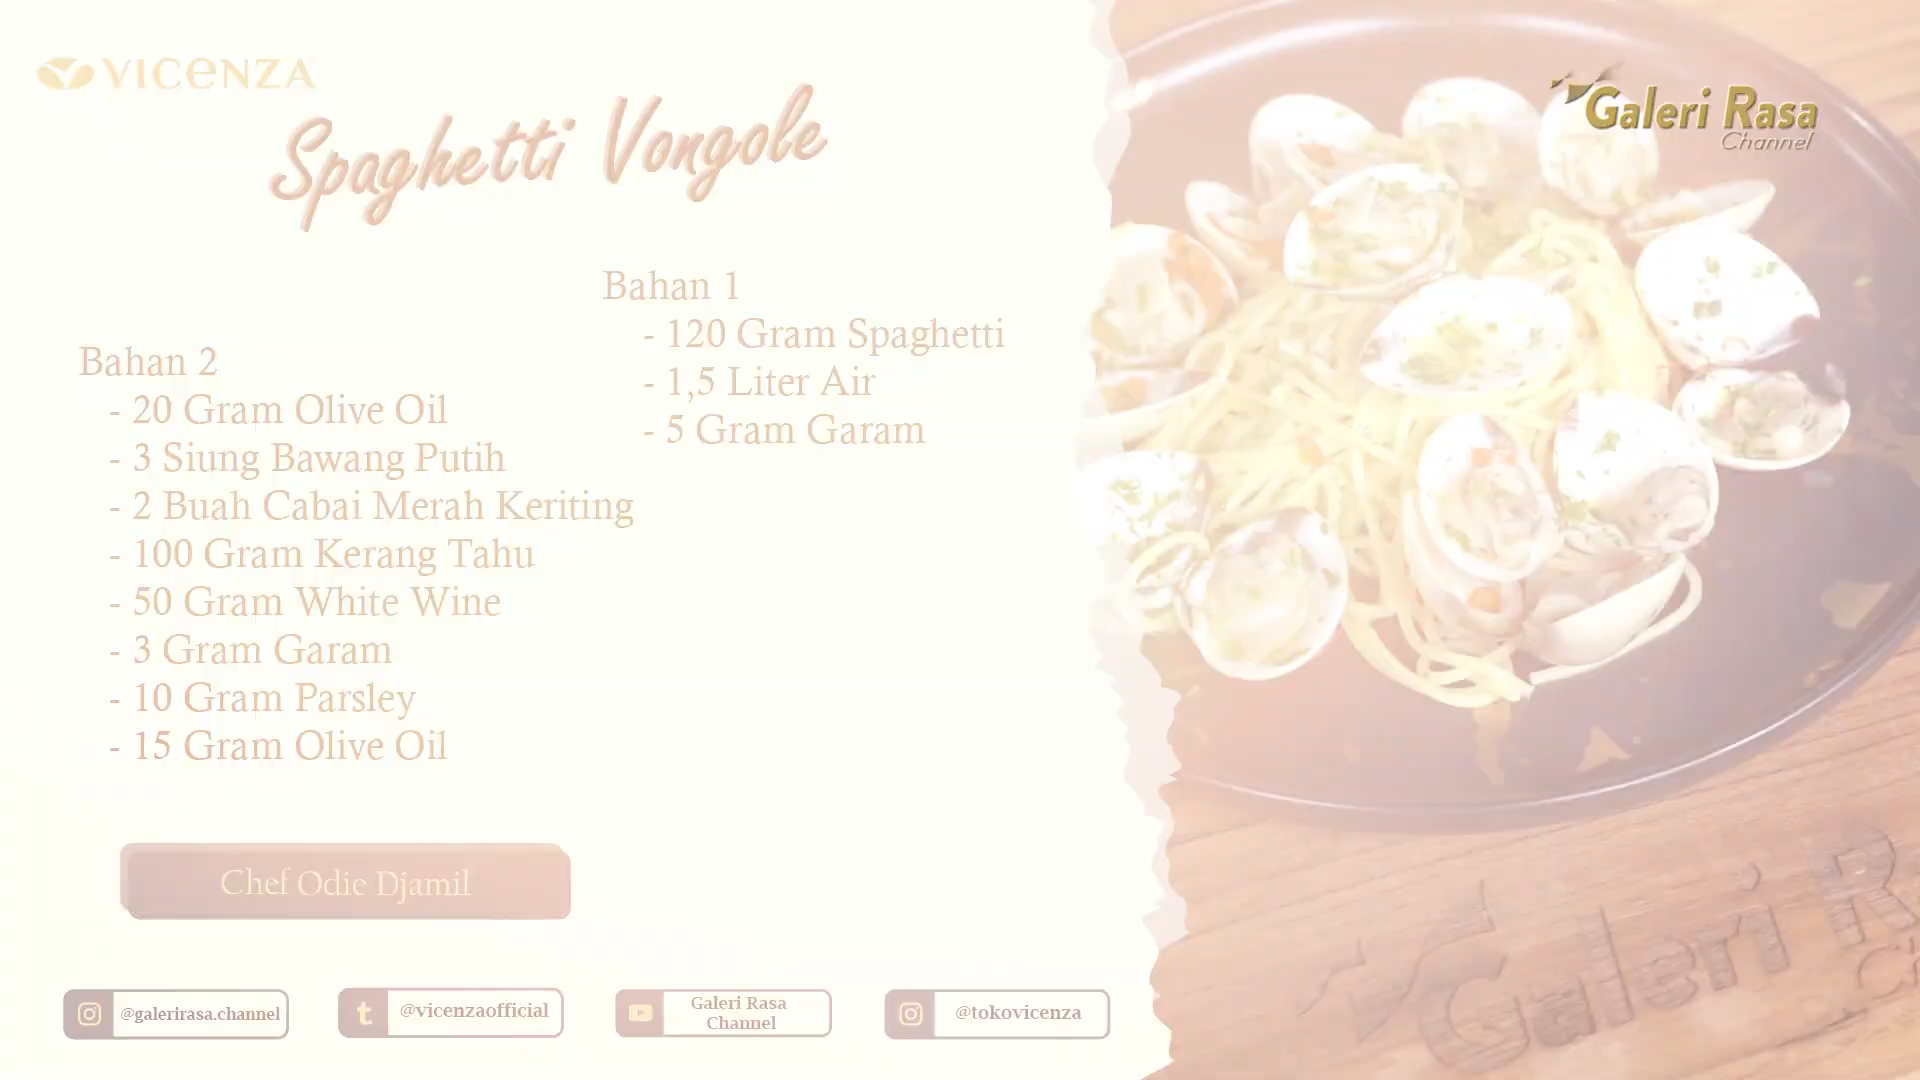 VICENZA
Spaghetti Vongole
Galeri Rasa
Channel
Bahan 1
- 120 Gram Spaghetti
- 1,5 Liter Air
- 5 Gram Garam
Bahan 2
- 20 Gram Olive Oil
- 3 Siung Bawang Putih
- 2 Buah Cabai Merah Keriting
- 100 Gram Kerang Tahu
- 50 Gram White Wine
- 3 Gram Garam
- 10 Gram Parsley
- 15 Gram Olive Oil
Chef Odie Djamil
@galerirasa.channel
@vicenzaofficial
Galeri Rasa
Channel
@tokovicenza
Galeri R